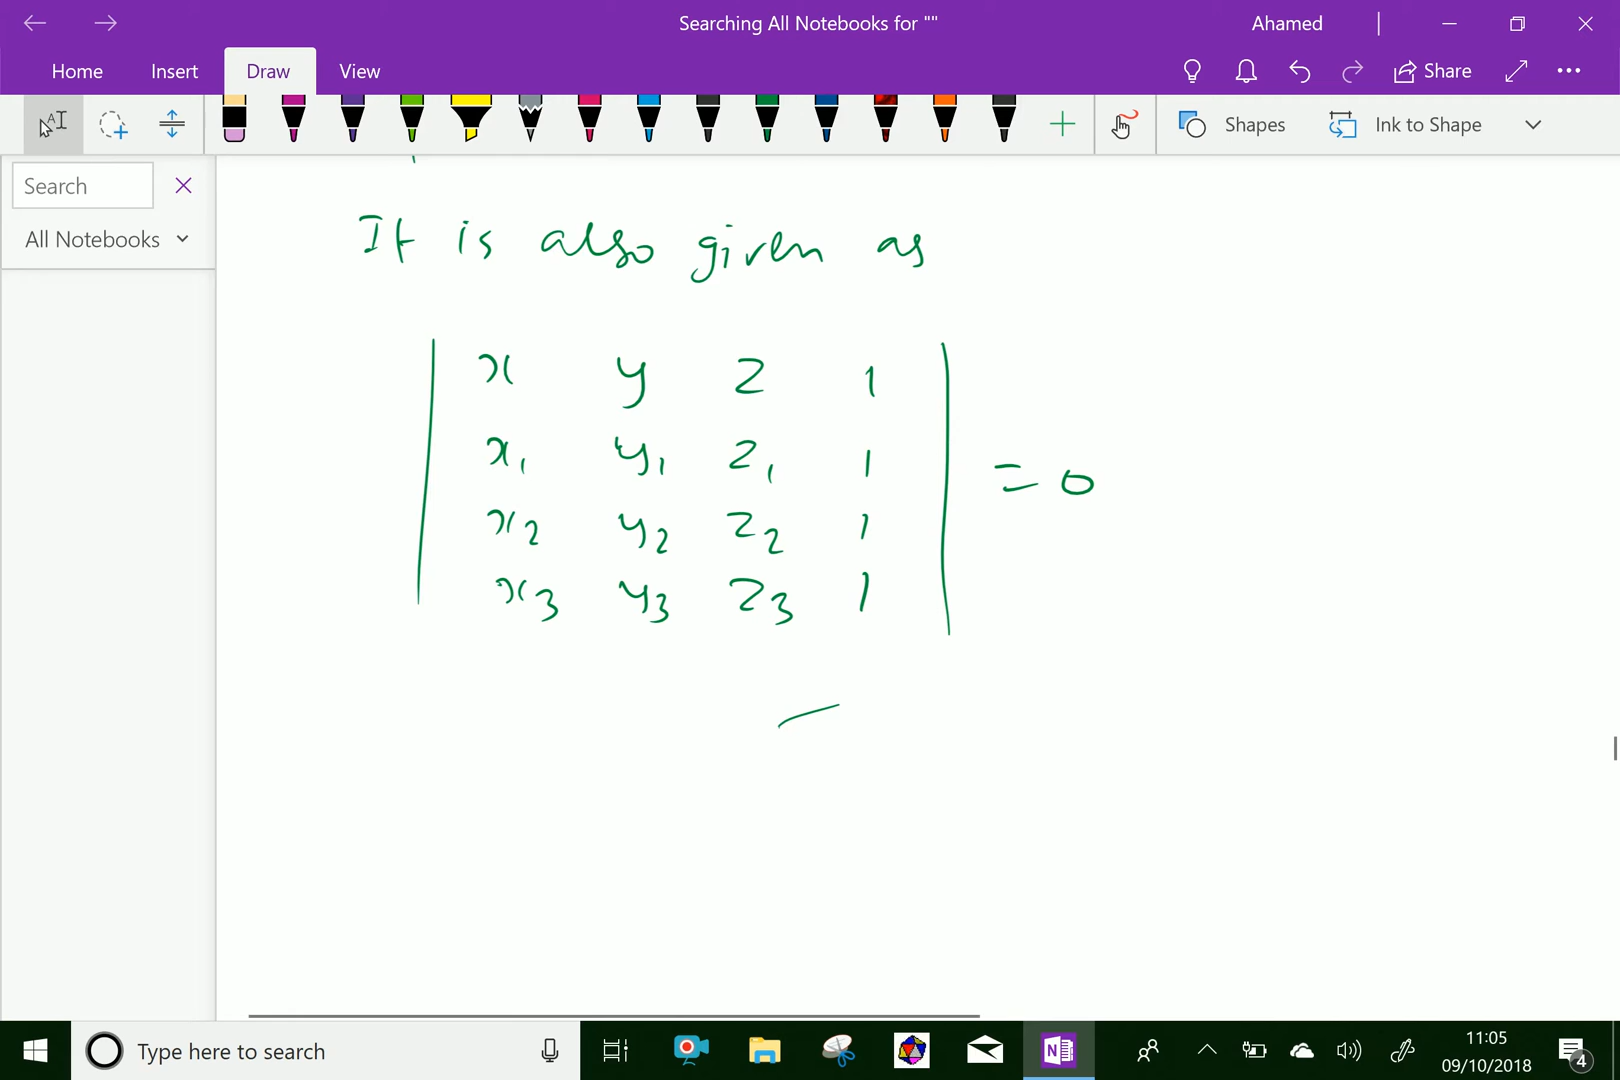 Searching All Notebooks for ""
Ahamed
Home Insert Draw View
Share
Shapes
Ink to Shape
Search
All Notebooks
It is also given as
x y z 1
x₁ y₁ z₁ 1
x₂ y₂ z₂ 1
x₃ y₃ z₃ 1
= 0
Type here to search
N
11:05
09/10/2018
4